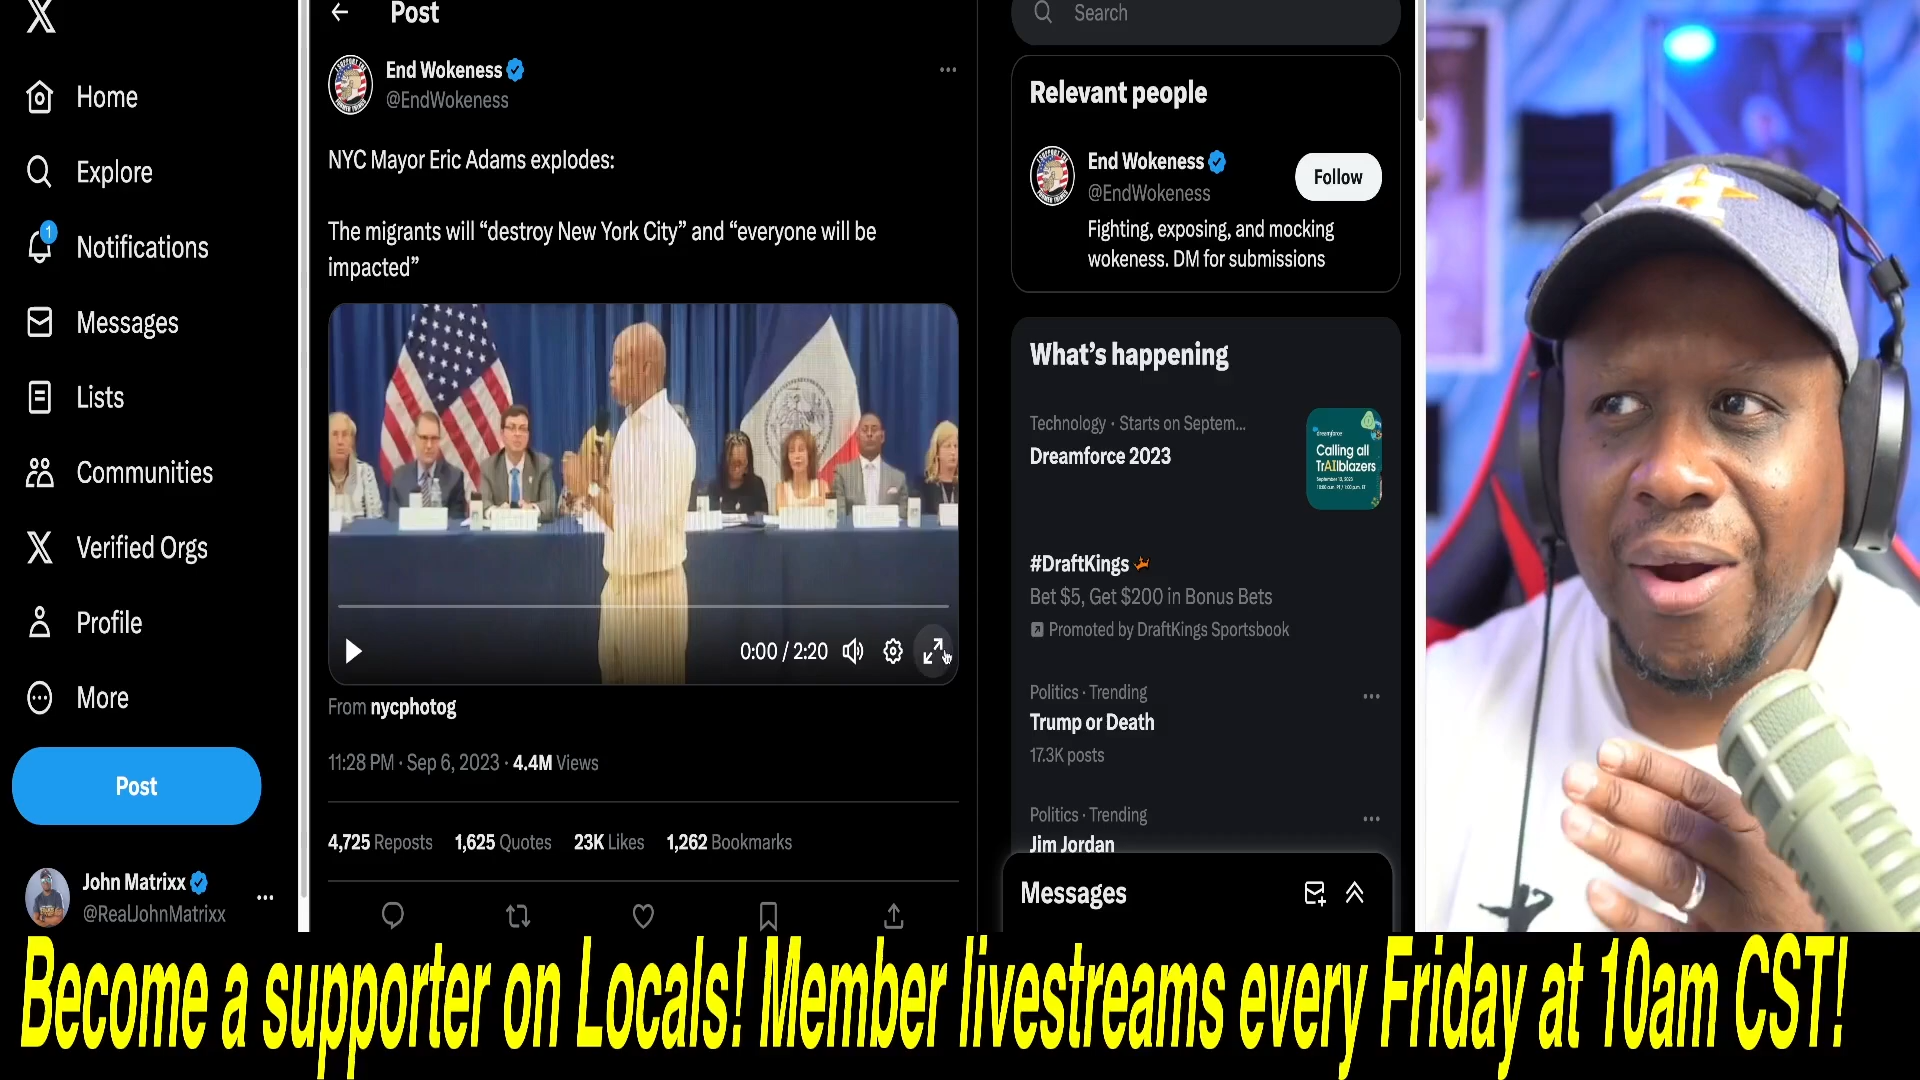 Home
Explore
1
Notifications
Messages
Lists
Communities
Verified Orgs
Profile
More
Post
John Matrixx
@RealJohnMatrixx
Post
End Wokeness
@EndWokeness
NYC Mayor Eric Adams explodes:
The migrants will “destroy New York City” and “everyone will be
impacted”
0:00 / 2:20
From nycphotog
11:28 PM · Sep 6, 2023 · 4.4M Views
4,725 Reposts 1,625 Quotes 23K Likes 1,262 Bookmarks
Search
Relevant people
End Wokeness
@EndWokeness
Follow
Fighting, exposing, and mocking
wokeness. DM for submissions
What’s happening
Technology · Starts on Septem...
Dreamforce 2023
dreamforce
Calling all
TrAIlblazers
#DraftKings
Bet $5, Get $200 in Bonus Bets
Promoted by DraftKings Sportsbook
Politics · Trending
Trump or Death
17.3K posts
Politics · Trending
Jim Jordan
Messages
Become a supporter on Locals! Member livestreams every Friday at 10am CST!